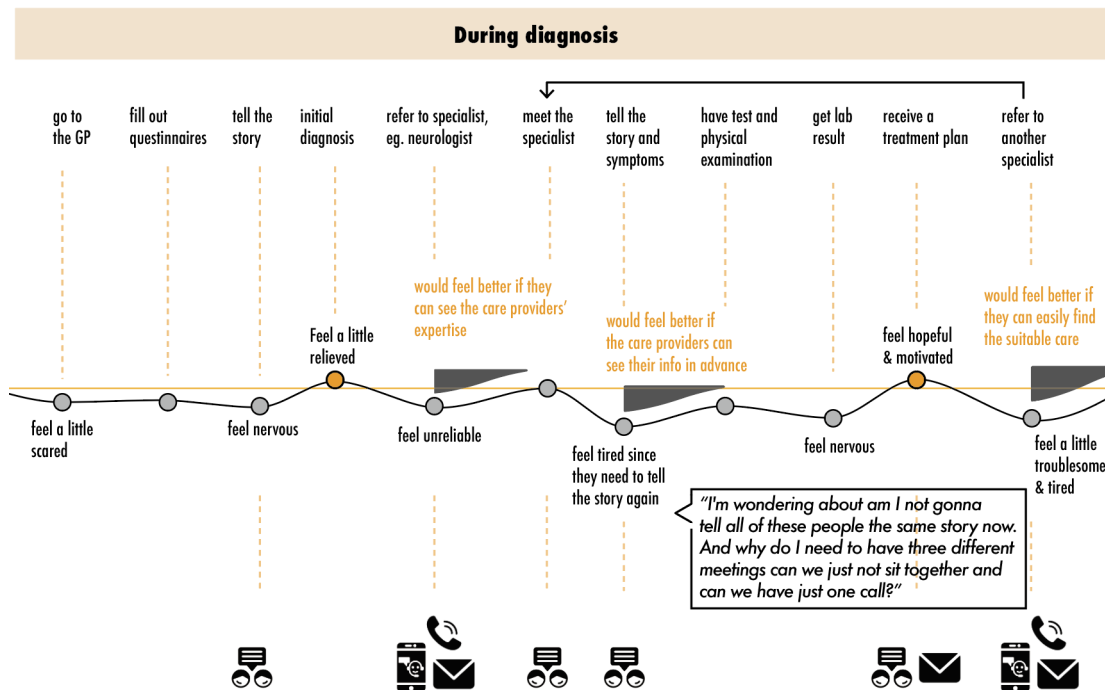 During diagnosis
go to
the GP
fill out
questinnaires
tell the
story
initial
diagnosis
refer to specialist,
eg. neurologist
meet the
specialist
tell the
story and
symptoms
have test and
physical
examination
get lab
result
receive a
treatment plan
refer to
another
specialist
would feel better if they
can see the care providers'
expertise
would feel better if
the care providers can
see their info in advance
would feel better if
they can easily find
the suitable care
Feel a little
relieved
feel hopeful
& motivated
feel a little
scared
feel nervous
feel unreliable
feel tired since
they need to tell
the story again
feel nervous
feel a little
troublesome
& tired
"I'm wondering about am I not gonna
tell all of these people the same story now.
And why do I need to have three different
meetings can we just not sit together and
can we have just one call?"